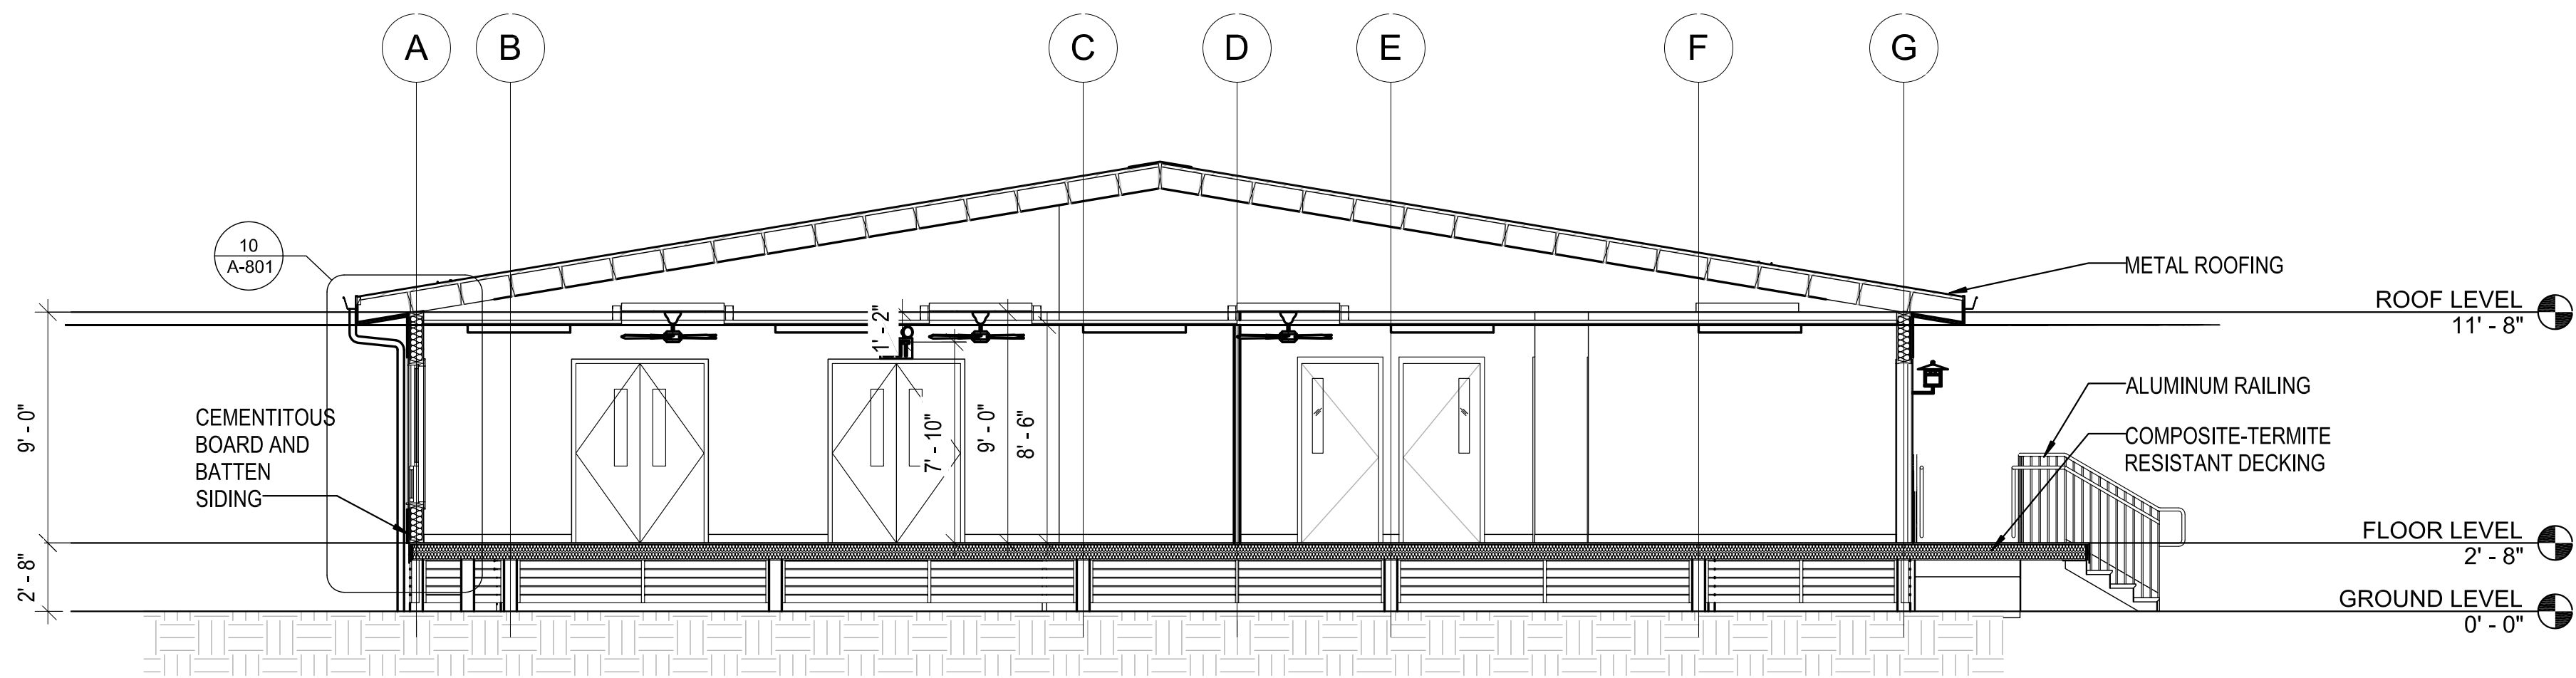 A
B
C
D
E
F
G
10
A-801
METAL ROOFING
ROOF LEVEL
11' - 8"
1' - 2"
ALUMINUM RAILING
9' - 0"
CEMENTITOUS
BOARD AND
BATTEN
SIDING
7' - 10"
9' - 0"
8' - 6"
COMPOSITE-TERMITE
RESISTANT DECKING
FLOOR LEVEL
2' - 8"
2' - 8"
GROUND LEVEL
0' - 0"